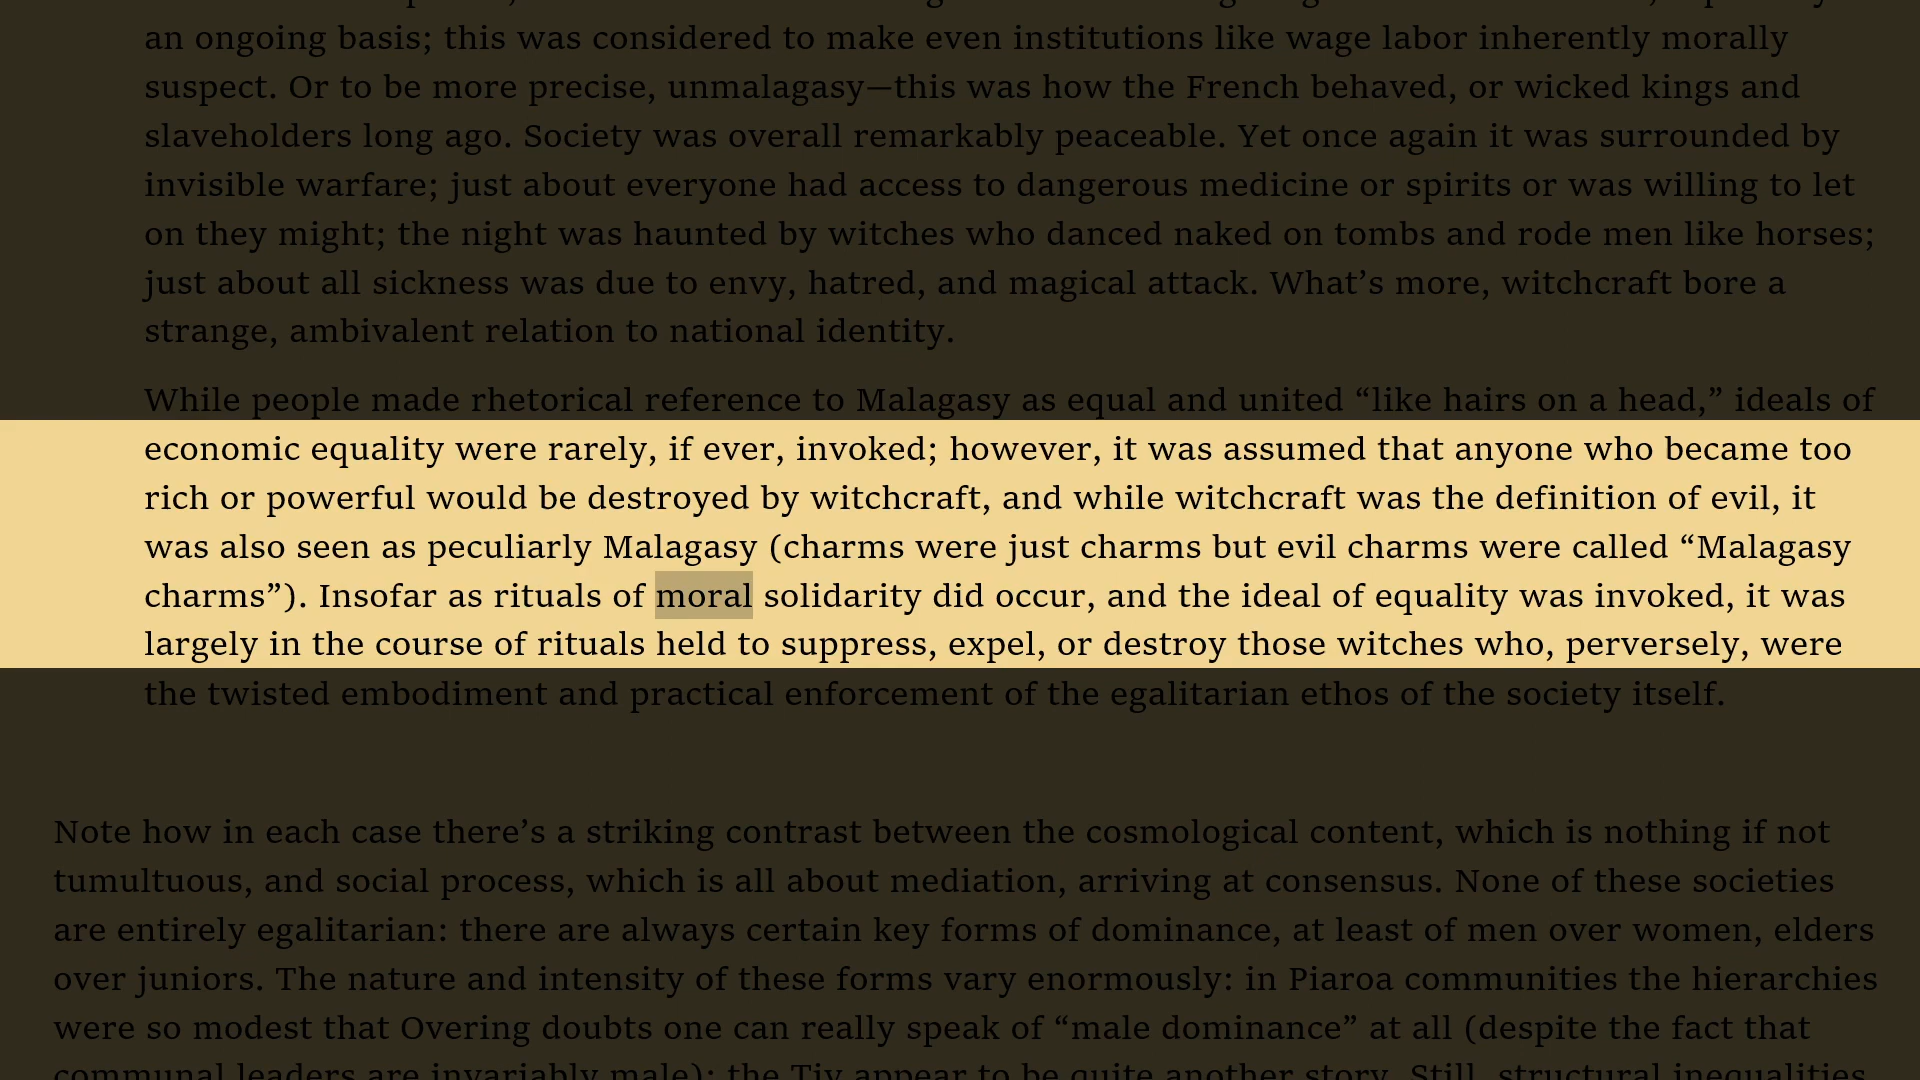 an ongoing basis; this was considered to make even institutions like wage labor inherently morally
suspect. Or to be more precise, unmalagasy—this was how the French behaved, or wicked kings and
slaveholders long ago. Society was overall remarkably peaceable. Yet once again it was surrounded by
invisible warfare; just about everyone had access to dangerous medicine or spirits or was willing to let
on they might; the night was haunted by witches who danced naked on tombs and rode men like horses;
just about all sickness was due to envy, hatred, and magical attack. What’s more, witchcraft bore a
strange, ambivalent relation to national identity.
While people made rhetorical reference to Malagasy as equal and united “like hairs on a head,” ideals of
economic equality were rarely, if ever, invoked; however, it was assumed that anyone who became too
rich or powerful would be destroyed by witchcraft, and while witchcraft was the definition of evil, it
was also seen as peculiarly Malagasy (charms were just charms but evil charms were called “Malagasy
charms”). Insofar as rituals of moral solidarity did occur, and the ideal of equality was invoked, it was
largely in the course of rituals held to suppress, expel, or destroy those witches who, perversely, were
the twisted embodiment and practical enforcement of the egalitarian ethos of the society itself.
Note how in each case there’s a striking contrast between the cosmological content, which is nothing if not
tumultuous, and social process, which is all about mediation, arriving at consensus. None of these societies
are entirely egalitarian: there are always certain key forms of dominance, at least of men over women, elders
over juniors. The nature and intensity of these forms vary enormously: in Piaroa communities the hierarchies
were so modest that Overing doubts one can really speak of “male dominance” at all (despite the fact that
communal leaders are invariably male); the Tiv appear to be quite another story. Still, structural inequalities